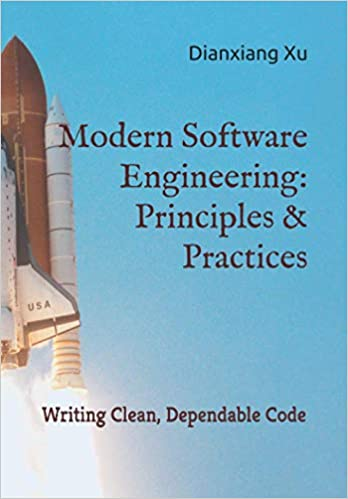 Dianxiang Xu
Modern Software
Engineering:
Principles &
Practices
USA
Writing Clean, Dependable Code